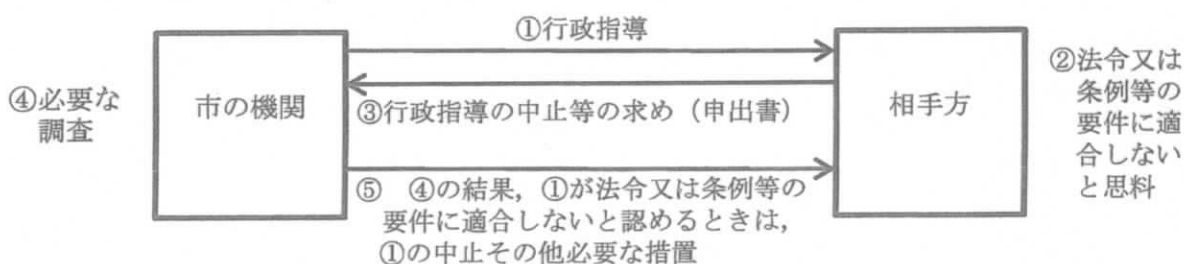 ①行政指導
④必要な
調査
市の機関
③行政指導の中止等の求め（申出書）
相手方
②法令又は
条例等の
要件に適
合しない
と思料
⑤　④の結果，①が法令又は条例等の
要件に適合しないと認めるときは，
①の中止その他必要な措置